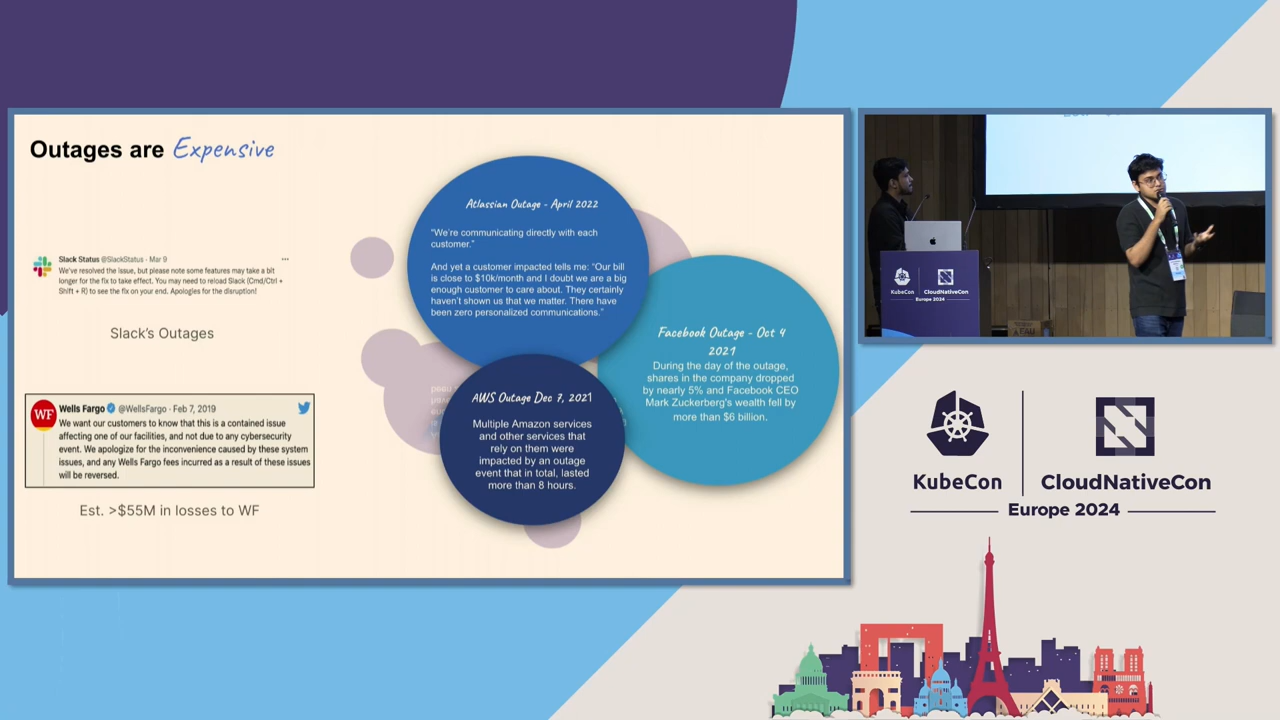 Outages are Expensive
Slack Status @SlackStatus · Mar 9
We've resolved the issue, but please note some features may take a bit
longer for the fix to take effect. You may need to reload Slack (Cmd/Ctrl +
Shift + R) to see the fix on your end. Apologies for the disruption!
Slack's Outages
WF
Wells Fargo @WellsFargo · Feb 7, 2019
We want our customers to know that this is a contained issue
affecting one of our facilities, and not due to any cybersecurity
event. We apologize for the inconvenience caused by these system
issues, and any Wells Fargo fees incurred as a result of these issues
will be reversed.
Est. >$55M in losses to WF
Atlassian Outage - April 2022
"We're communicating directly with each
customer."
And yet a customer impacted tells me: "Our bill
is close to $10k/month and I doubt we are a big
enough customer to care about. They certainly
haven't shown us that we matter. There have
been zero personalized communications."
Facebook Outage - Oct 4
2021
During the day of the outage,
shares in the company dropped
by nearly 5% and Facebook CEO
Mark Zuckerberg's wealth fell by
more than $6 billion.
AWS Outage Dec 7, 2021
Multiple Amazon services
and other services that
rely on them were
impacted by an outage
event that in total, lasted
more than 8 hours.
KubeCon
CloudNativeCon
Europe 2024
KubeCon
CloudNativeCon
Europe 2024